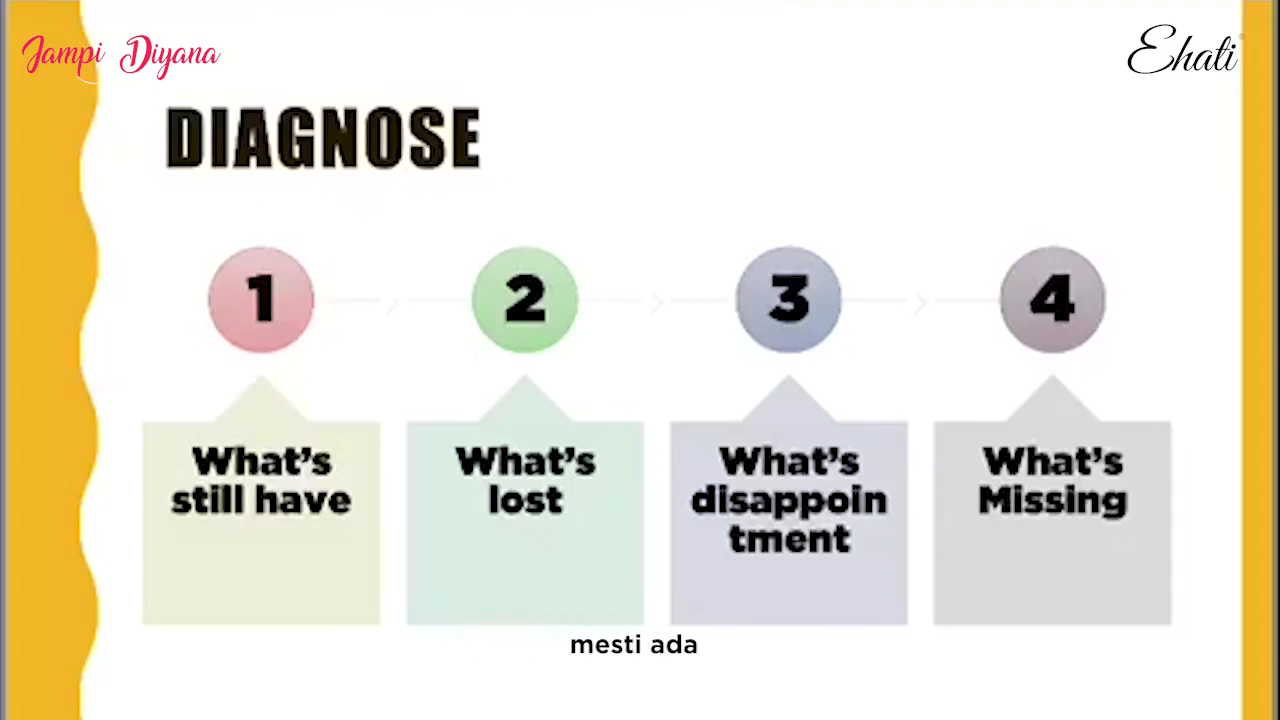 Jampi Diyana
Ehati
DIAGNOSE
1
2
3
4
What's
still have
What's
lost
What's
disappoin
tment
What's
Missing
mesti ada